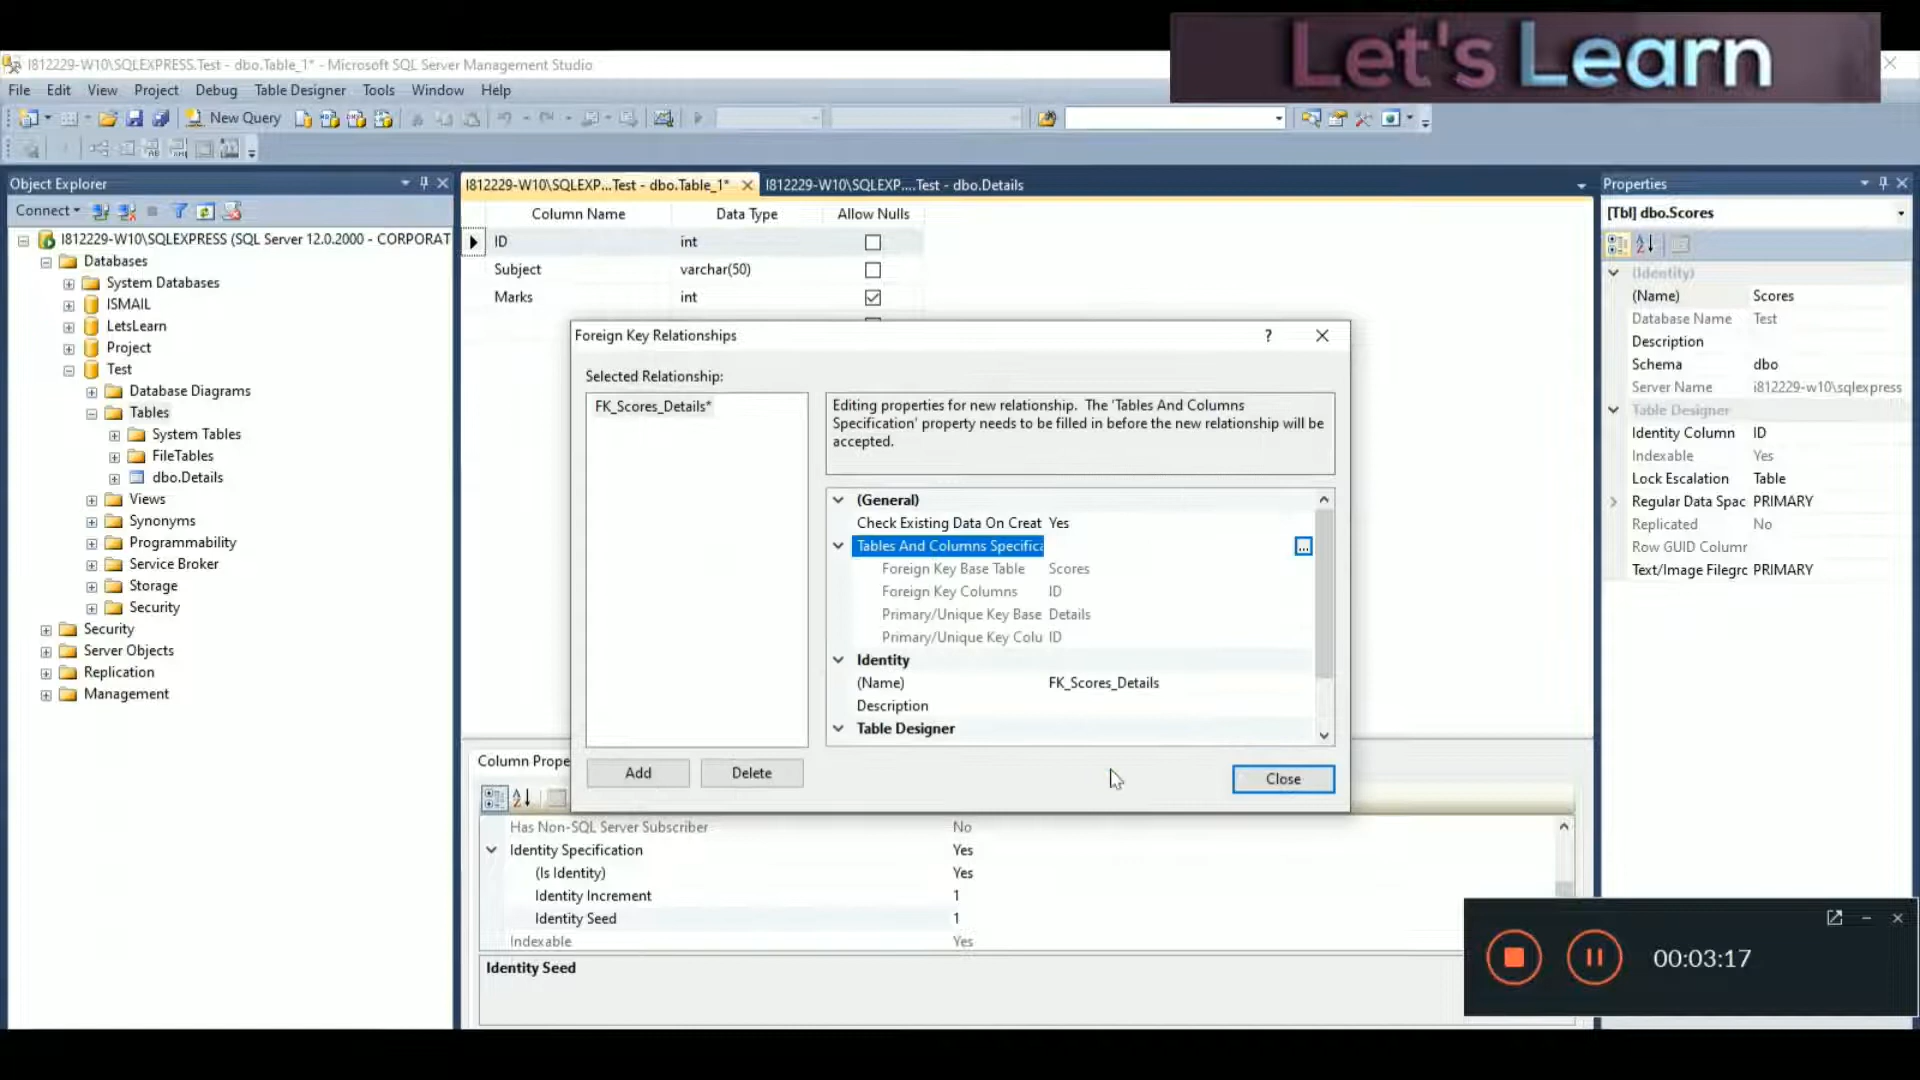 Let's Learn
I812229-W10\SQLEXPRESS.Test - dbo.Table_1* - Microsoft SQL Server Management Studio
File Edit View Project Debug Table Designer Tools Window Help
New Query
Object Explorer
Connect
I812229-W10\SQLEXPRESS (SQL Server 12.0.2000 - CORPORAT
Databases
System Databases
ISMAIL
LetsLearn
Project
Test
Database Diagrams
Tables
System Tables
FileTables
dbo.Details
Views
Synonyms
Programmability
Service Broker
Storage
Security
Security
Server Objects
Replication
Management
I812229-W10\SQLEXP...Test - dbo.Table_1* I812229-W10\SQLEXP....Test - dbo.Details
Column Name Data Type Allow Nulls
ID int
Subject varchar(50)
Marks int
Foreign Key Relationships
Selected Relationship:
FK_Scores_Details*
Editing properties for new relationship. The 'Tables And Columns
Specification' property needs to be filled in before the new relationship will be
accepted.
(General)
Check Existing Data On Creat Yes
Tables And Columns Specifica
Foreign Key Base Table Scores
Foreign Key Columns ID
Primary/Unique Key Base Details
Primary/Unique Key Colu ID
Identity
(Name) FK_Scores_Details
Description
Table Designer
Add Delete Close
Column Prope
Has Non-SQL Server Subscriber No
Identity Specification Yes
(Is Identity) Yes
Identity Increment 1
Identity Seed 1
Indexable Yes
Identity Seed
Properties
[Tbl] dbo.Scores
(Identity)
(Name) Scores
Database Name Test
Description
Schema dbo
Server Name i812229-w10\sqlexpress
Table Designer
Identity Column ID
Indexable Yes
Lock Escalation Table
Regular Data Spac PRIMARY
Replicated No
Row GUID Columr
Text/Image Filegrc PRIMARY
00:03:17